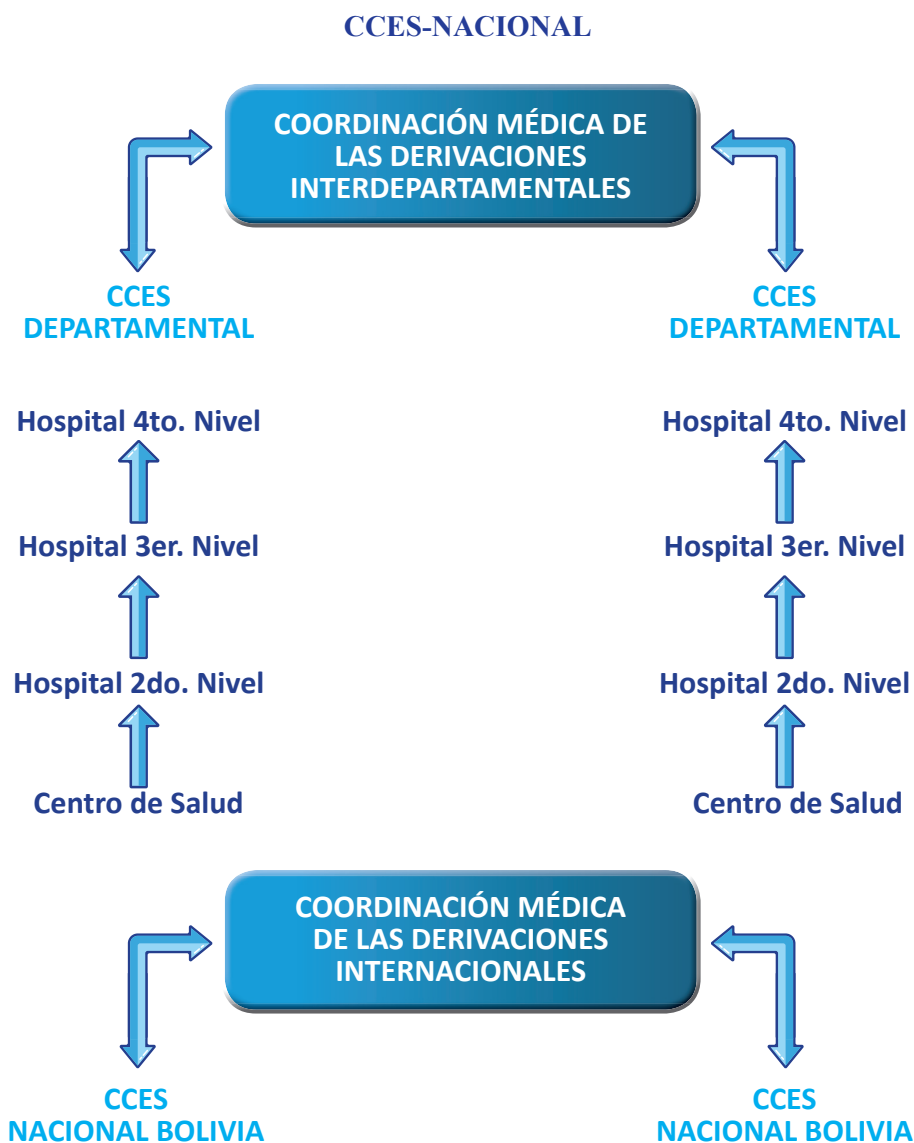 CCES-NACIONAL
COORDINACIÓN MÉDICA DE
LAS DERIVACIONES
INTERDEPARTAMENTALES
CCES
DEPARTAMENTAL
CCES
DEPARTAMENTAL
Hospital 4to. Nivel
Hospital 3er. Nivel
Hospital 2do. Nivel
Centro de Salud
Hospital 4to. Nivel
Hospital 3er. Nivel
Hospital 2do. Nivel
Centro de Salud
COORDINACIÓN MÉDICA
DE LAS DERIVACIONES
INTERNACIONALES
CCES
NACIONAL BOLIVIA
CCES
NACIONAL BOLIVIA